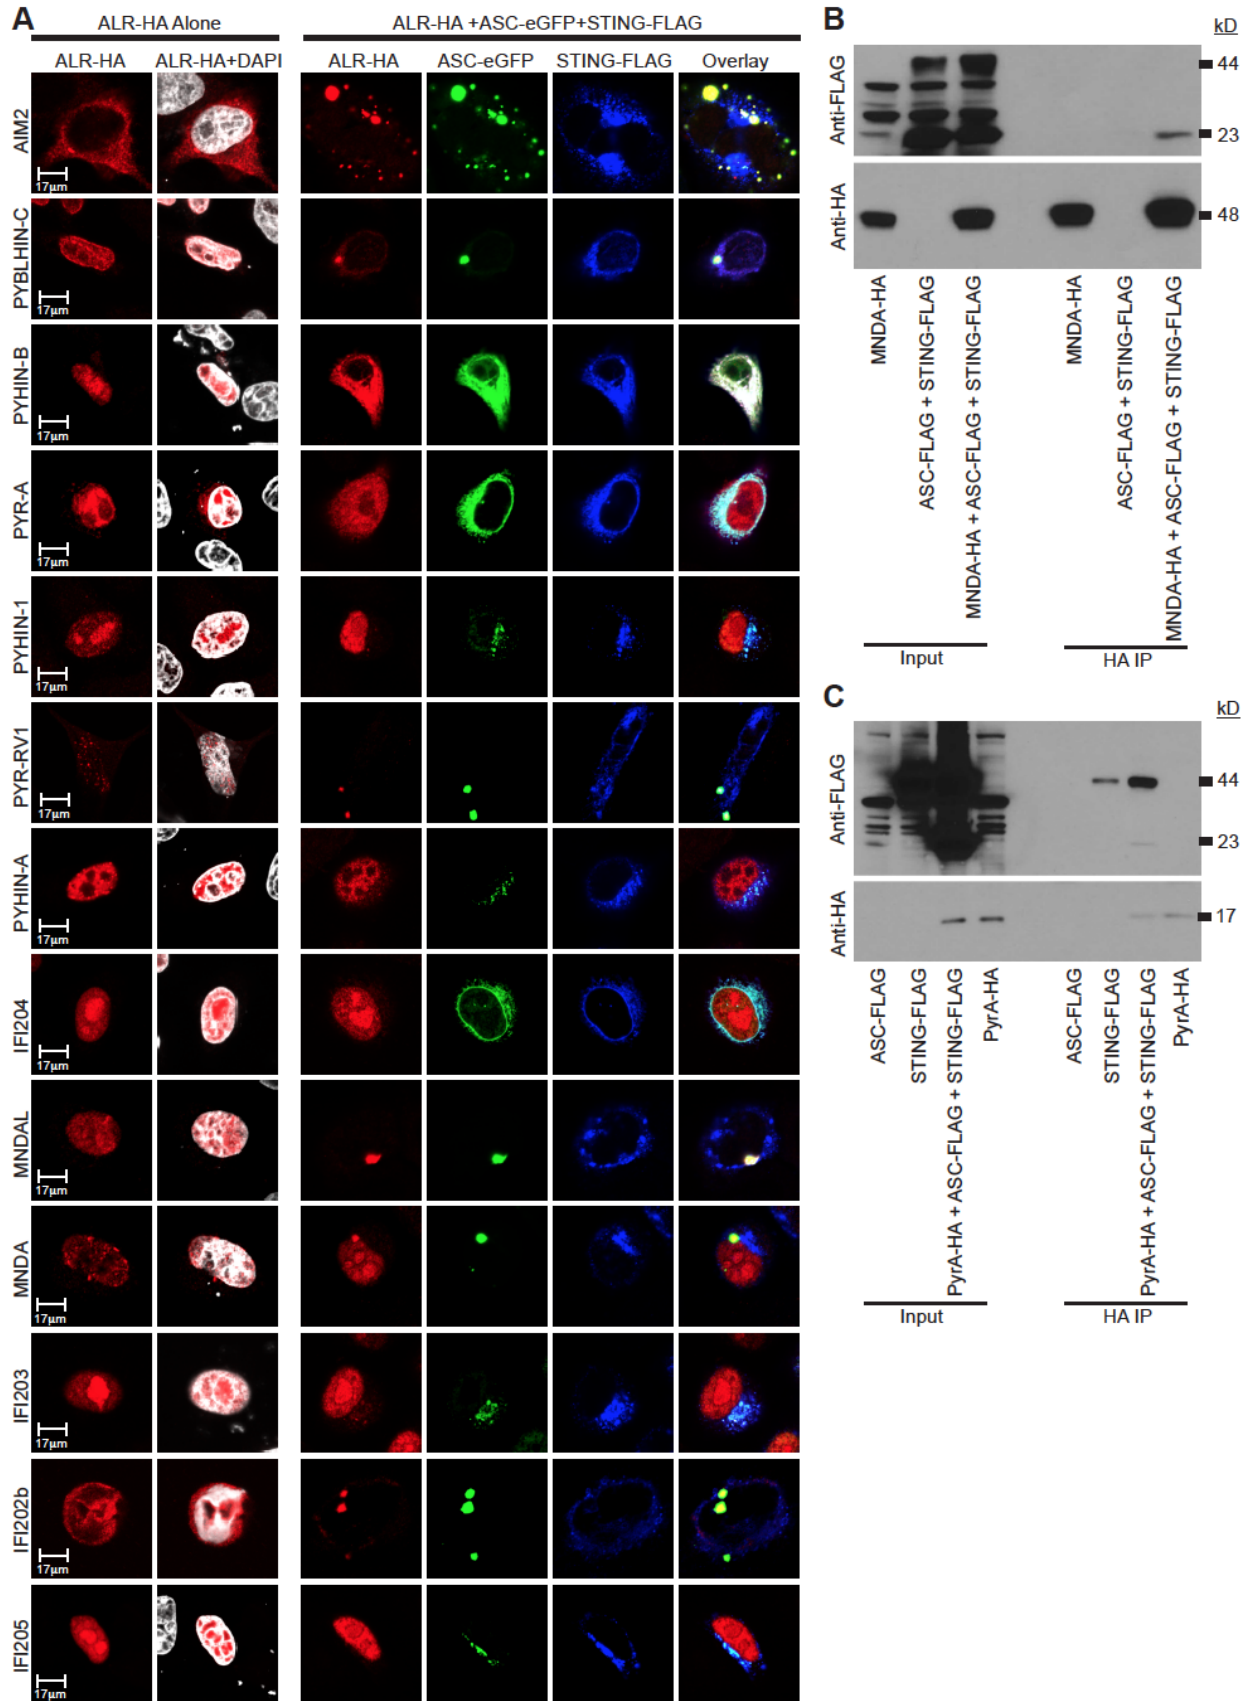 A
ALR-HA Alone
ALR-HA +ASC-eGFP+STING-FLAG
ALR-HA
ALR-HA+DAPI
ALR-HA
ASC-eGFP
STING-FLAG
Overlay
AIM2
17µm
PYBLHIN-C
17µm
PYHIN-B
17µm
PYR-A
17µm
PYHIN-1
17µm
PYR-RV1
17µm
PYHIN-A
17µm
IFI204
17µm
MNDAL
17µm
MNDA
17µm
IFI203
17µm
IFI202b
17µm
IFI205
17µm
B
kD
Anti-FLAG
44
23
Anti-HA
48
MNDA-HA
ASC-FLAG + STING-FLAG
MNDA-HA + ASC-FLAG + STING-FLAG
MNDA-HA
ASC-FLAG + STING-FLAG
MNDA-HA + ASC-FLAG + STING-FLAG
Input
HA IP
C
kD
Anti-FLAG
44
23
Anti-HA
17
ASC-FLAG
STING-FLAG
PyrA-HA + ASC-FLAG + STING-FLAG
PyrA-HA
ASC-FLAG
STING-FLAG
PyrA-HA + ASC-FLAG + STING-FLAG
PyrA-HA
Input
HA IP